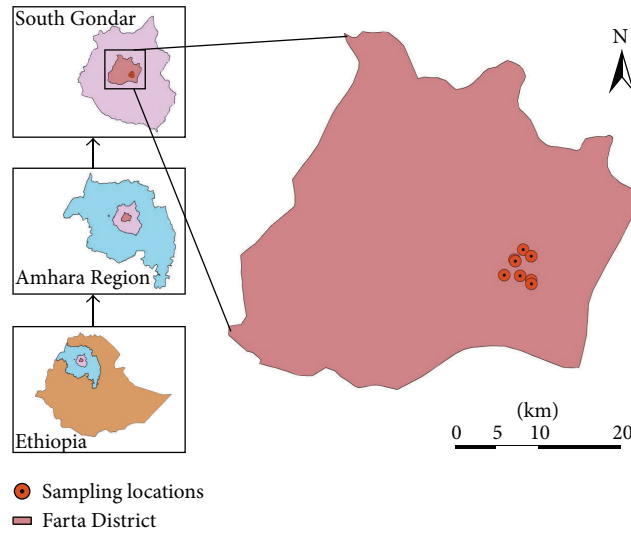 South Gondar
Amhara Region
Ethiopia
N
(km)
0 5 10 20
Sampling locations
Farta District